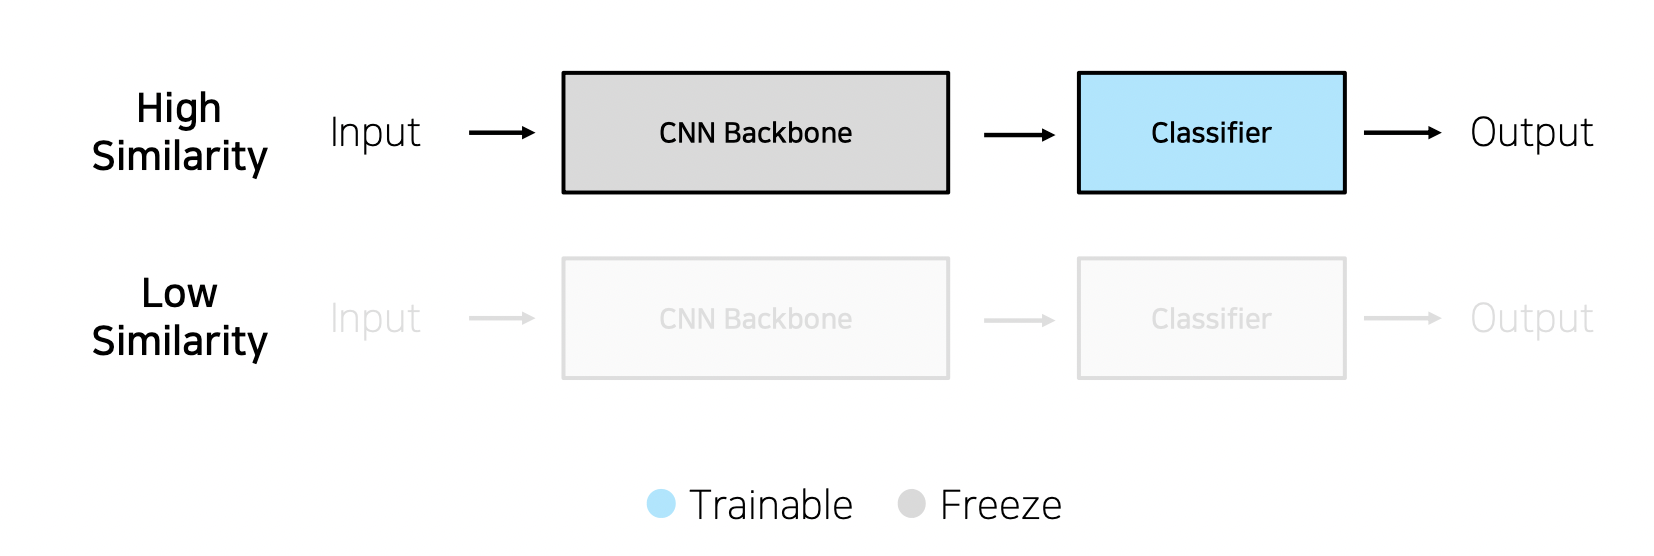 High
Similarity
Input
CNN Backbone
Classifier
Output
Low
Similarity
Input
CNN Backbone
Classifier
Output
Trainable
Freeze